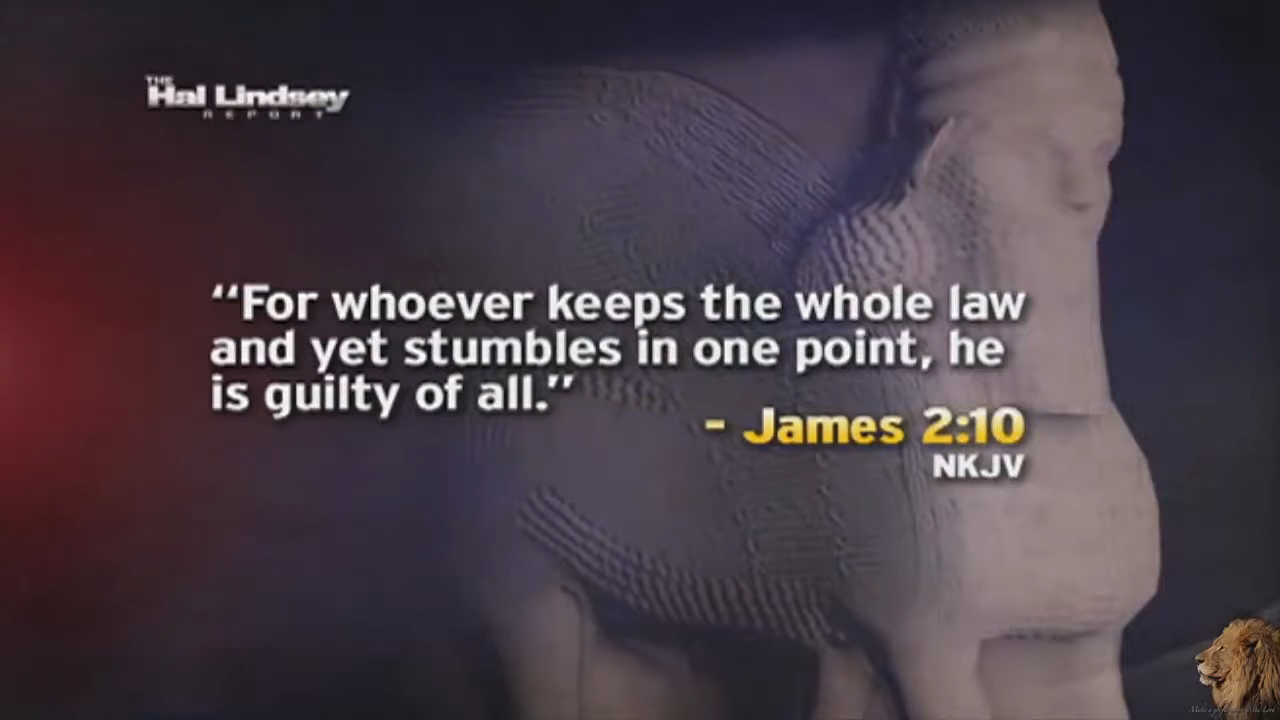 THE
Hal Lindsey
REPORT
“For whoever keeps the whole law
and yet stumbles in one point, he
is guilty of all.”
- James 2:10
NKJV